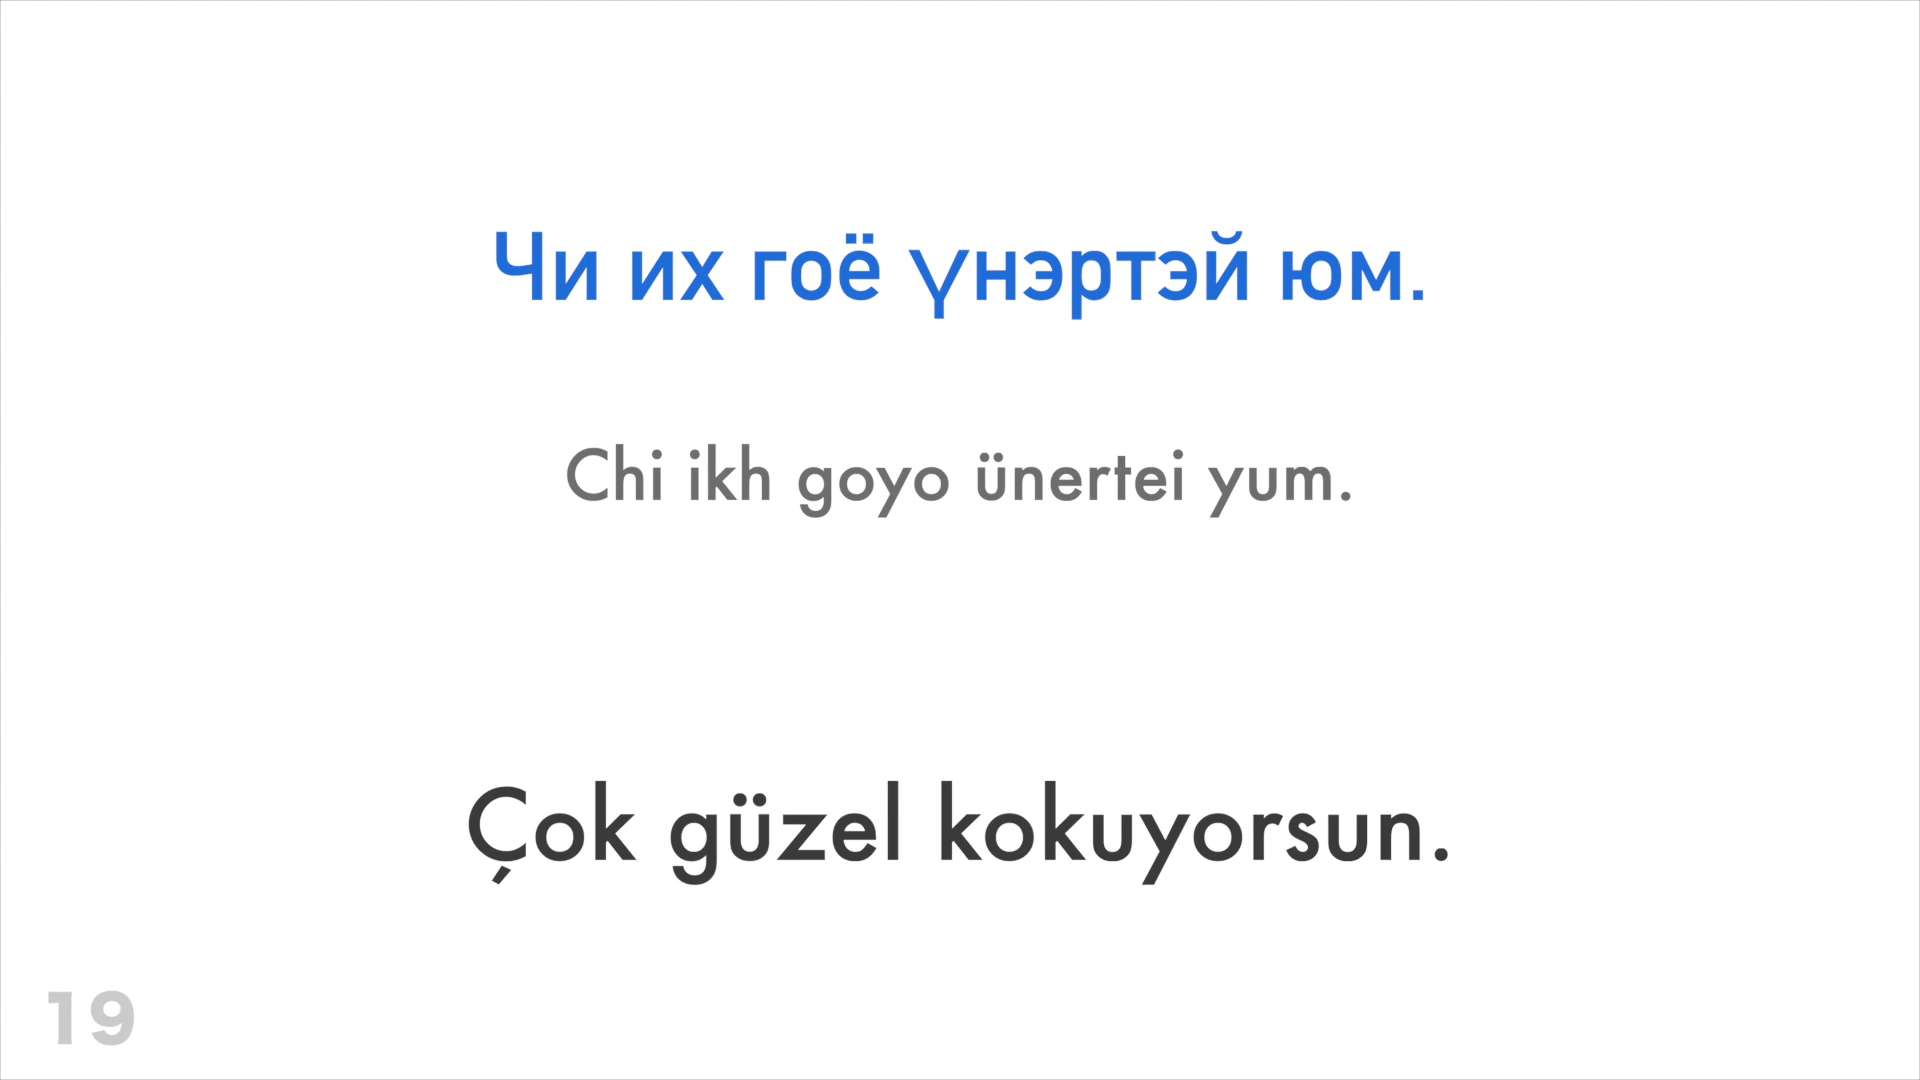 Чи их гоё үнэртэй юм.
Chi ikh goyo ünertei yum.
Çok güzel kokuyorsun.
19